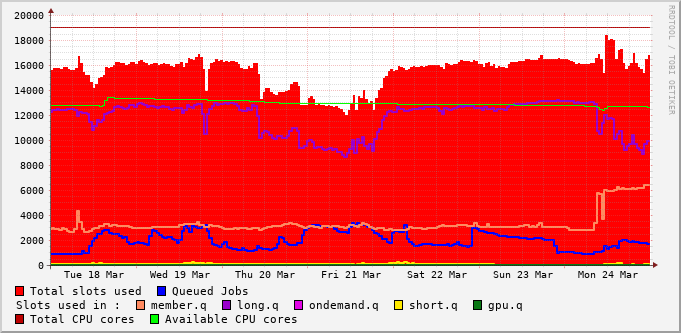 20000
18000
16000
14000
12000
10000
8000
6000
4000
2000
0
Tue 18 Mar Wed 19 Mar Thu 20 Mar Fri 21 Mar Sat 22 Mar Sun 23 Mar Mon 24 Mar
Total slots used Queued Jobs
Slots used in : member.q long.q ondemand.q short.q gpu.q
Total CPU cores Available CPU cores
RRDTOOL / TOBI OETIKER